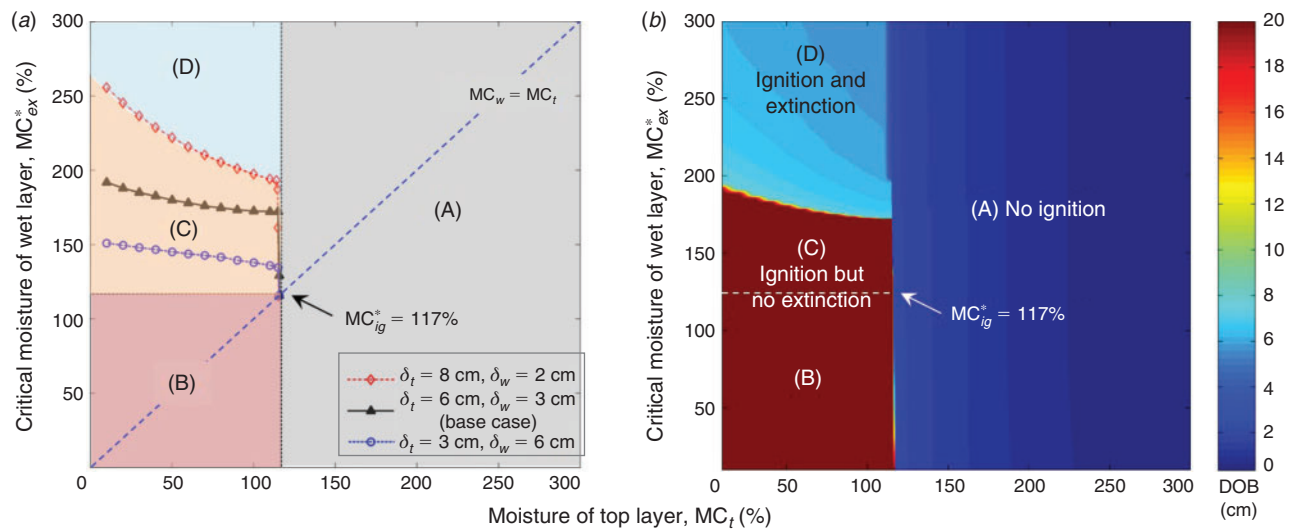 (a)
Critical moisture of wet layer, MC*ex (%)
300
250
200
150
100
50
0
50
100
150
200
250
300
(D)
(C)
(B)
(A)
MCw = MCt
MC*ig = 117%
δt = 8 cm, δw = 2 cm
δt = 6 cm, δw = 3 cm
(base case)
δt = 3 cm, δw = 6 cm
(b)
Critical moisture of wet layer, MC*ex (%)
300
250
200
150
100
50
0
50
100
150
200
250
300
(D)
Ignition and
extinction
(A) No ignition
(C)
Ignition but
no extinction
MC*ig = 117%
(B)
20
18
16
14
12
10
8
6
4
2
0
DOB
(cm)
Moisture of top layer, MCt (%)